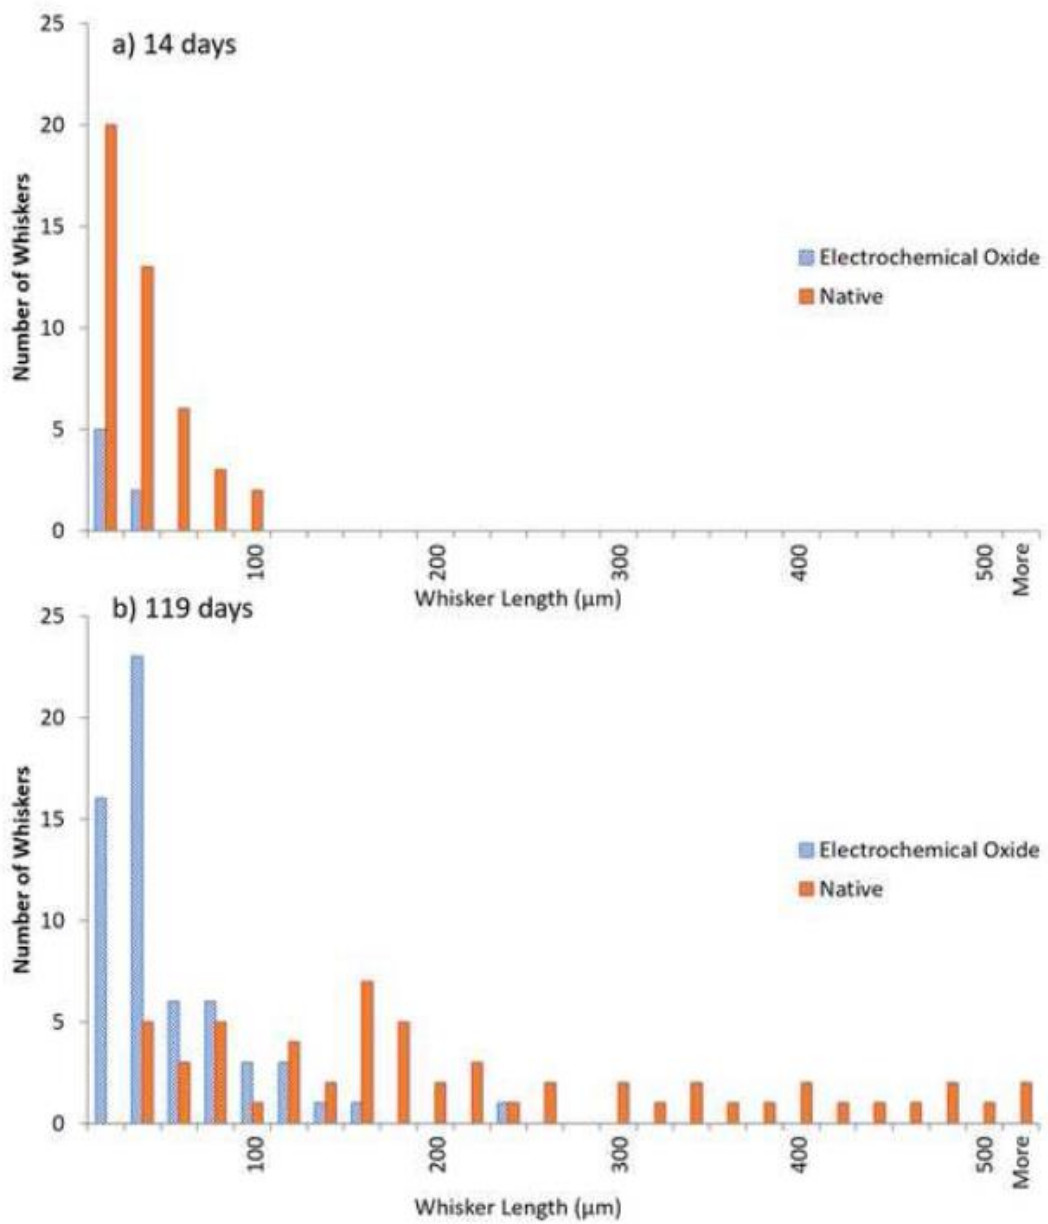 a) 14 days
25
20
15
10
5
0
Number of Whiskers
Electrochemical Oxide
Native
100
200
300
400
500
More
Whisker Length (µm)
b) 119 days
25
20
15
10
5
0
Number of Whiskers
Electrochemical Oxide
Native
100
200
300
400
500
More
Whisker Length (µm)